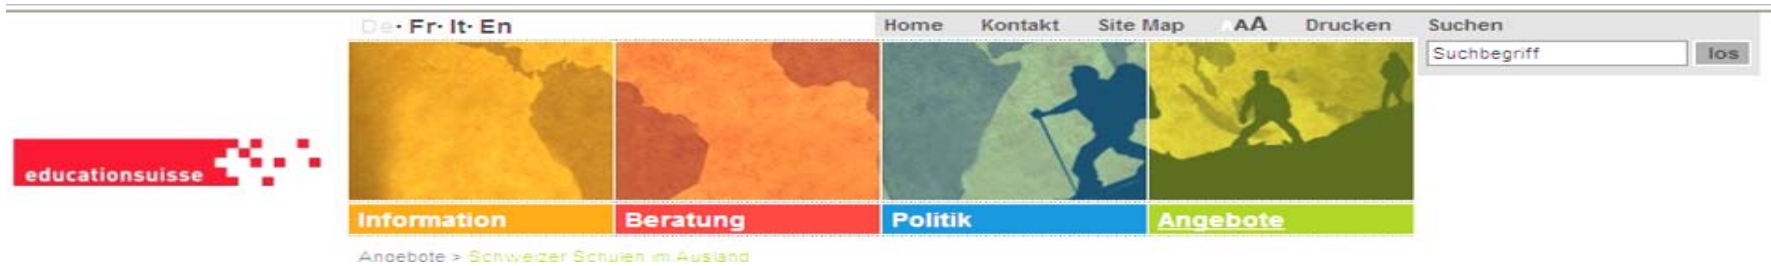 De· Fr· It· En
Home Kontakt Site Map AAA Drucken Suchen
Suchbegriff los
educationsuisse
Information Beratung Politik Angebote
Angebote > Schweizer Schulen im Ausland